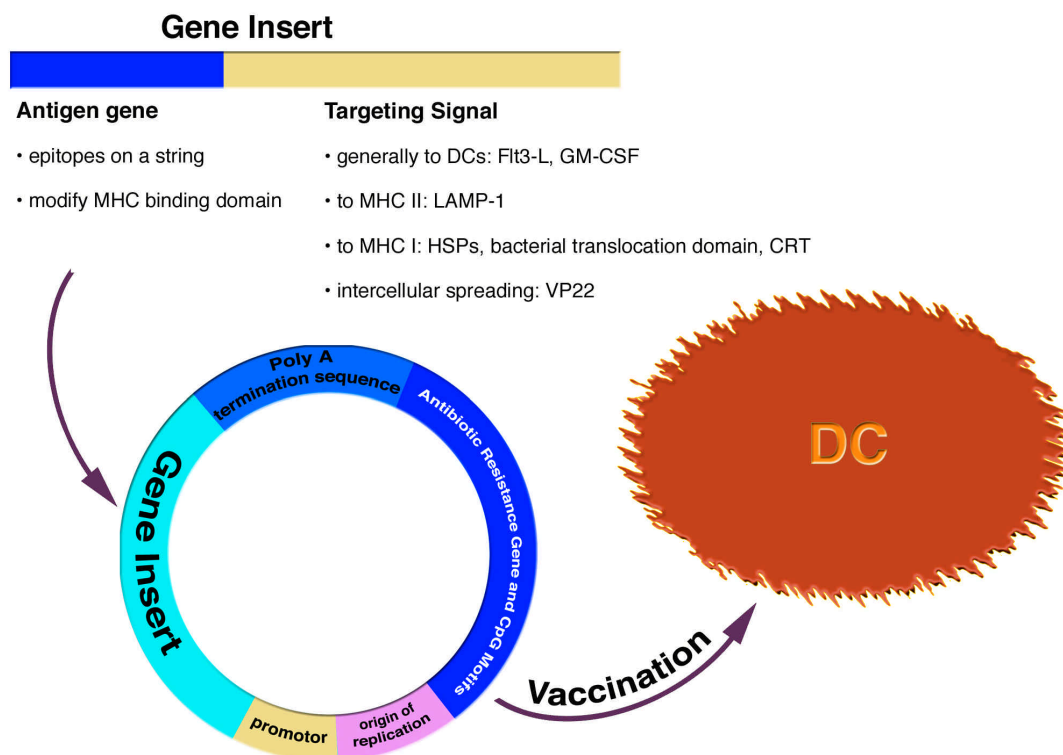 Gene Insert
Antigen gene
• epitopes on a string
• modify MHC binding domain
Targeting Signal
• generally to DCs: Flt3-L, GM-CSF
• to MHC II: LAMP-1
• to MHC I: HSPs, bacterial translocation domain, CRT
• intercellular spreading: VP22
Poly A
termination sequence
Antibiotic Resistance Gene and CpG Motifs
Gene Insert
promotor
origin of
replication
Vaccination
DC